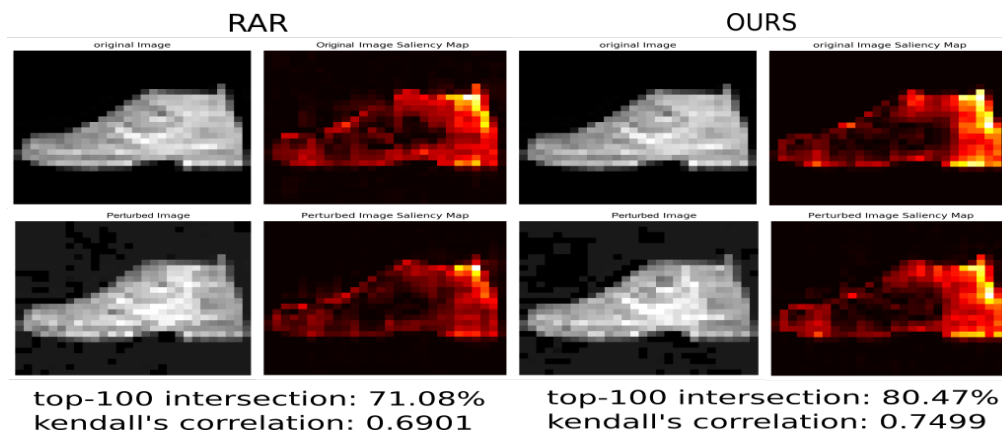 RAR
OURS
original Image
Original Image Saliency Map
original Image
original Image Saliency Map
Perturbed Image
Perturbed Image Saliency Map
Perturbed Image
Perturbed Image Saliency Map
top-100 intersection: 71.08%
kendall's correlation: 0.6901
top-100 intersection: 80.47%
kendall's correlation: 0.7499